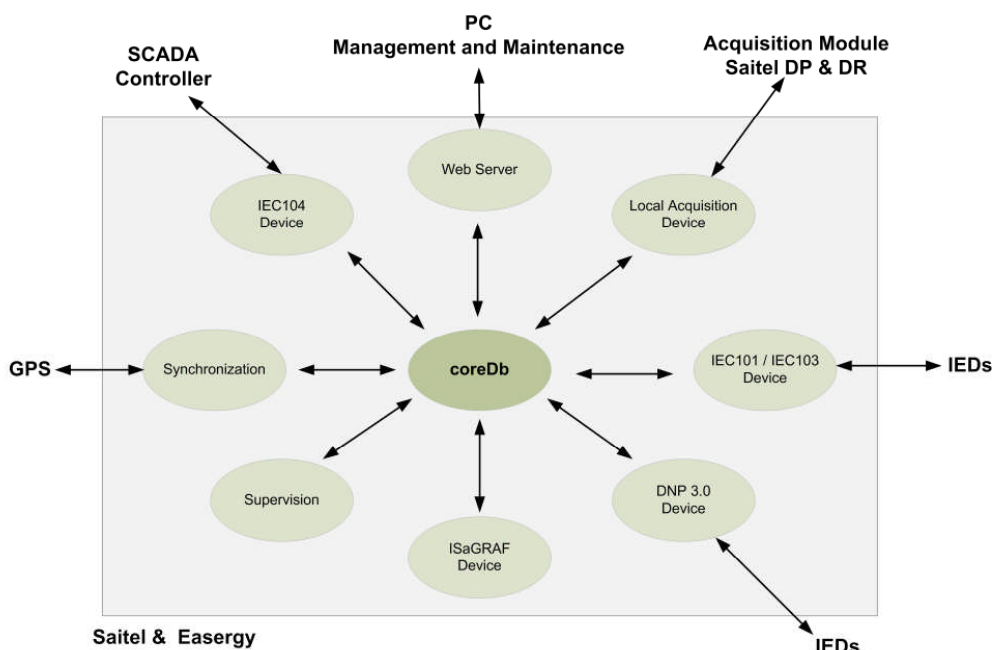 PC
Management and Maintenance
SCADA
Controller
Acquisition Module
Saitel DP & DR
Web Server
IEC104
Device
Local Acquisition
Device
GPS
Synchronization
coreDb
IEC101 / IEC103
Device
IEDs
Supervision
DNP 3.0
Device
ISaGRAF
Device
Saitel & Easergy
IEDs